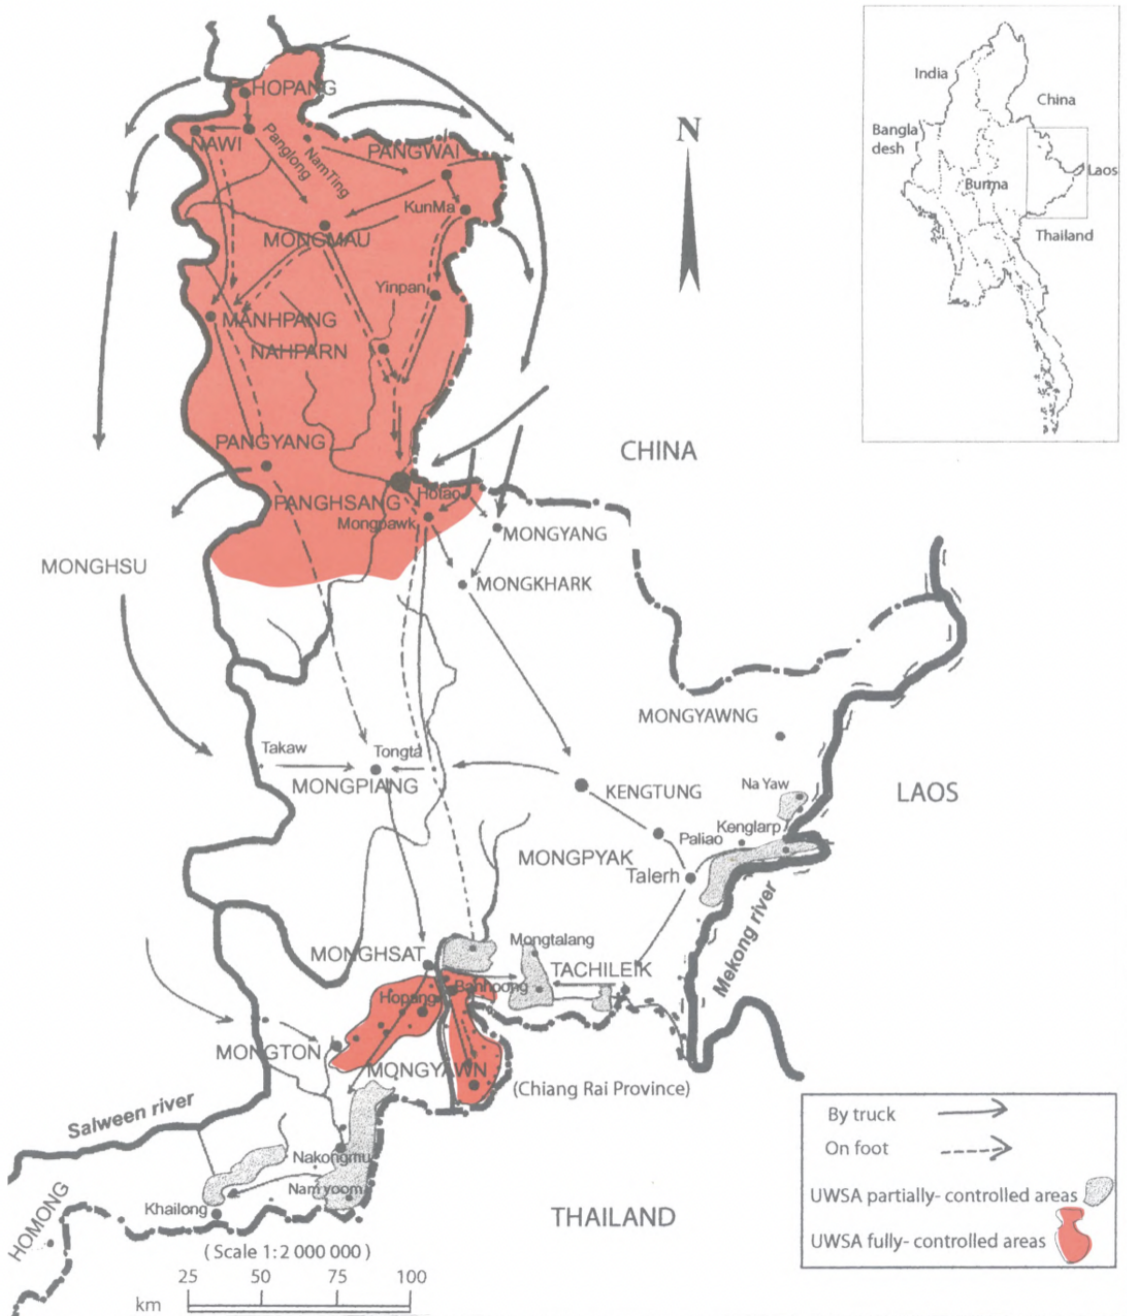 HOPANG
NAWI
Panglong
NamTing
PANGWAI
KunMa
MONGMAU
Yinpan
MANHPANG
NAHPARN
PANGYANG
PANGHSANG
Hotao
Mongpawk
MONGYANG
MONGKHARK
MONGHSU
CHINA
N
India
China
Bangla
desh
Burma
Laos
Thailand
MONGYAWNG
Takaw
Tongta
MONGPIANG
KENGTUNG
Na Yaw
LAOS
Paliao
Kenglarp
MONGPYAK
Talerh
Mekong river
MONGHSAT
Mongtalang
TACHILEIK
Hopang
Banhoong
MONGTON
MONGYAWN
(Chiang Rai Province)
Salween river
Nakongmu
Nam yoom
Khailong
HOMONG
THAILAND
( Scale 1: 2 000 000 )
25 50 75 100
km
By truck
On foot
UWSA partially- controlled areas
UWSA fully- controlled areas